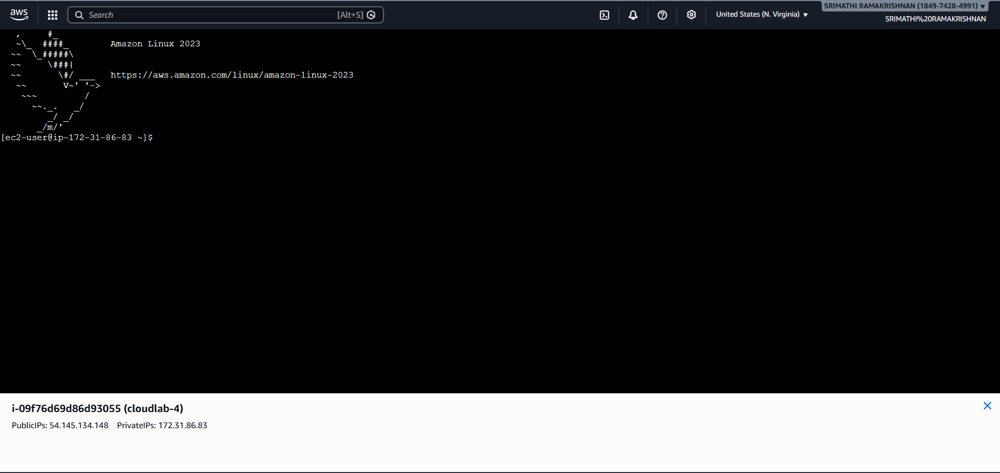 aws Search [Alt+S] United States (N. Virginia) SRIMATHI RAMAKRISHNAN (1849-7428-4991)
SRIMATHI%20RAMAKRISHNAN
   ,     #_
   ~\_  ####_        Amazon Linux 2023
  ~~  \_#####\
  ~~     \###|
  ~~       \#/ ___   https://aws.amazon.com/linux/amazon-linux-2023
   ~~       V~' '->
    ~~~         /
      ~~._.   _/
         _/ _/
       _/m/'
[ec2-user@ip-172-31-86-83 ~]$
i-09f76d69d86d93055 (cloudlab-4)
PublicIPs: 54.145.134.148 PrivateIPs: 172.31.86.83